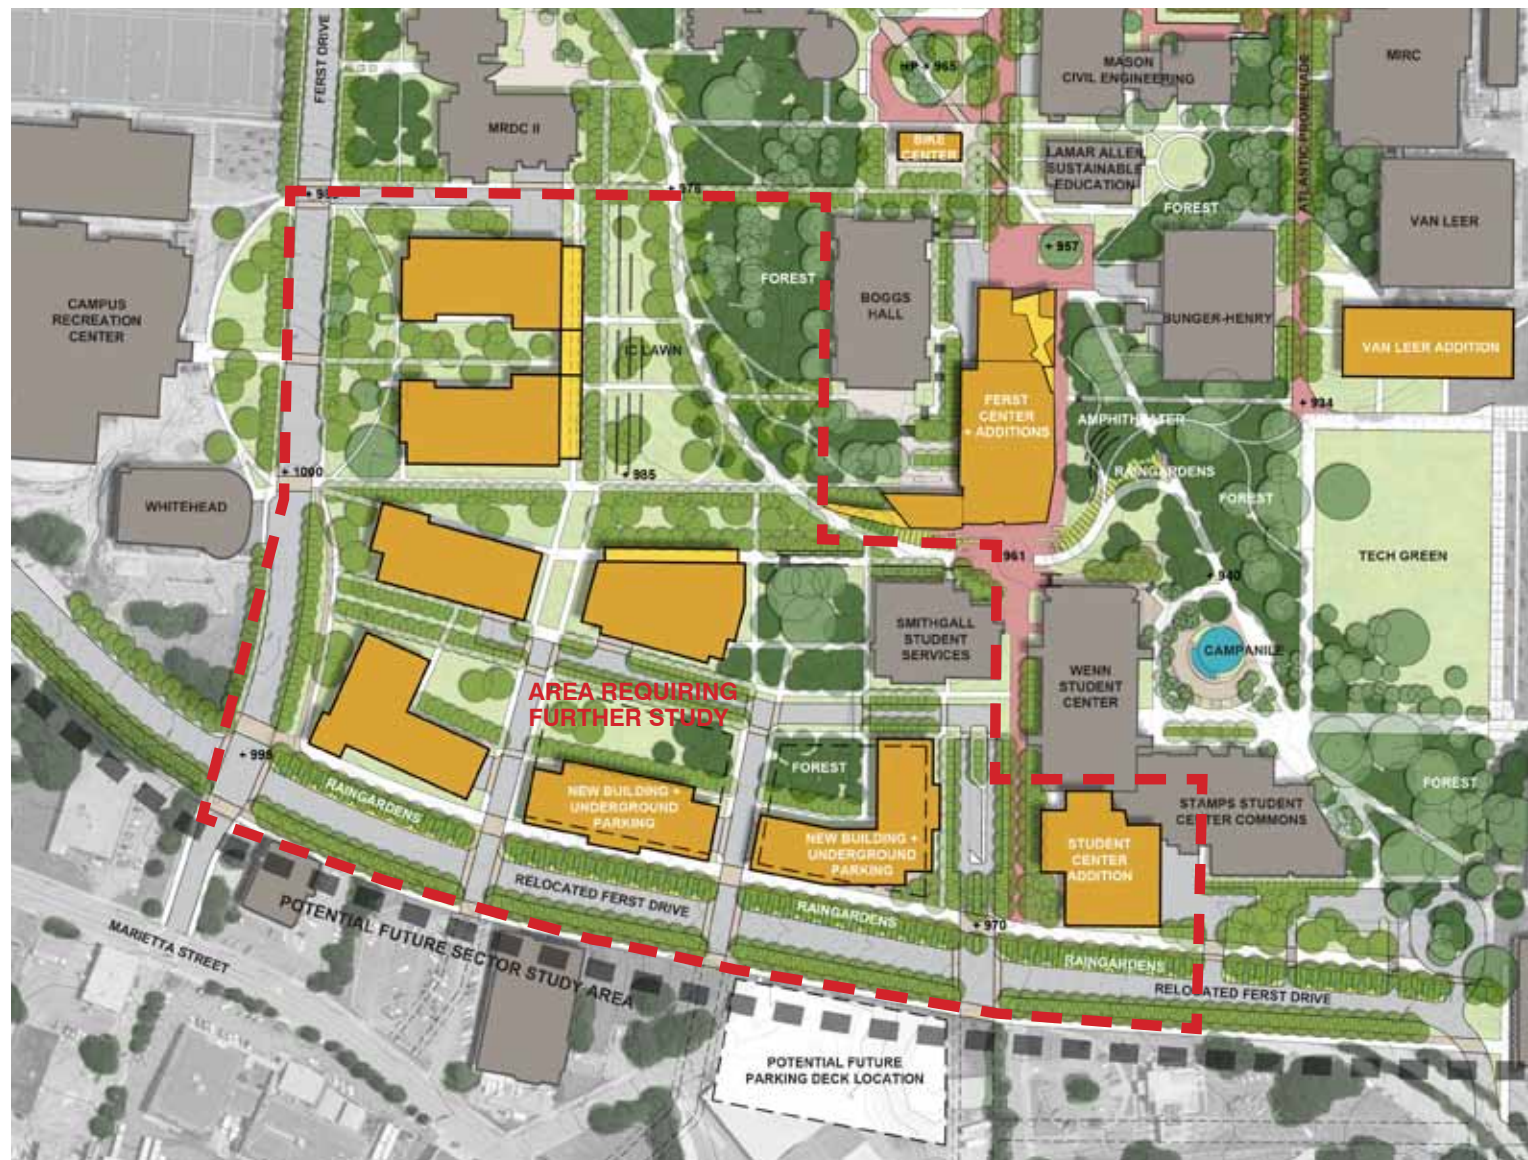 FERST DRIVE
MRDC II
HP + 965
MASON
CIVIL ENGINEERING
ATLANTIC PROMENADE
MIRC
BIKE
CENTER
LAMAR ALLEN
SUSTAINABLE
EDUCATION
FOREST
VAN LEER
+ 976
+ 957
CAMPUS
RECREATION
CENTER
FOREST
BOGGS
HALL
BUNGER-HENRY
VAN LEER ADDITION
IC LAWN
FERST
CENTER
+ ADDITIONS
AMPHITHEATER
+ 934
+ 1000
+ 985
RAINGARDENS
FOREST
WHITEHEAD
961
TECH GREEN
+ 940
SMITHGALL
STUDENT
SERVICES
CAMPANILE
WENN
STUDENT
CENTER
AREA REQUIRING
FURTHER STUDY
+ 995
FOREST
FOREST
RAINGARDENS
NEW BUILDING +
UNDERGROUND
PARKING
NEW BUILDING +
UNDERGROUND
PARKING
STAMPS STUDENT
CENTER COMMONS
STUDENT
CENTER
ADDITION
RELOCATED FERST DRIVE
RAINGARDENS
+ 970
RAINGARDENS
POTENTIAL FUTURE SECTOR STUDY AREA
MARIETTA STREET
RELOCATED FERST DRIVE
POTENTIAL FUTURE
PARKING DECK LOCATION